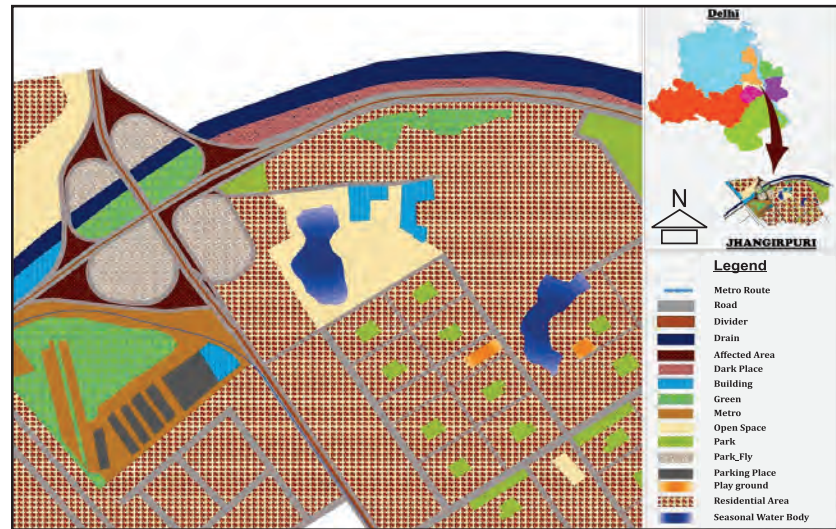 Delhi
N
JHANGIRPURI
Legend
Metro Route
Road
Divider
Drain
Affected Area
Dark Place
Building
Green
Metro
Open Space
Park
Park_Fly
Parking Place
Play ground
Residential Area
Seasonal Water Body